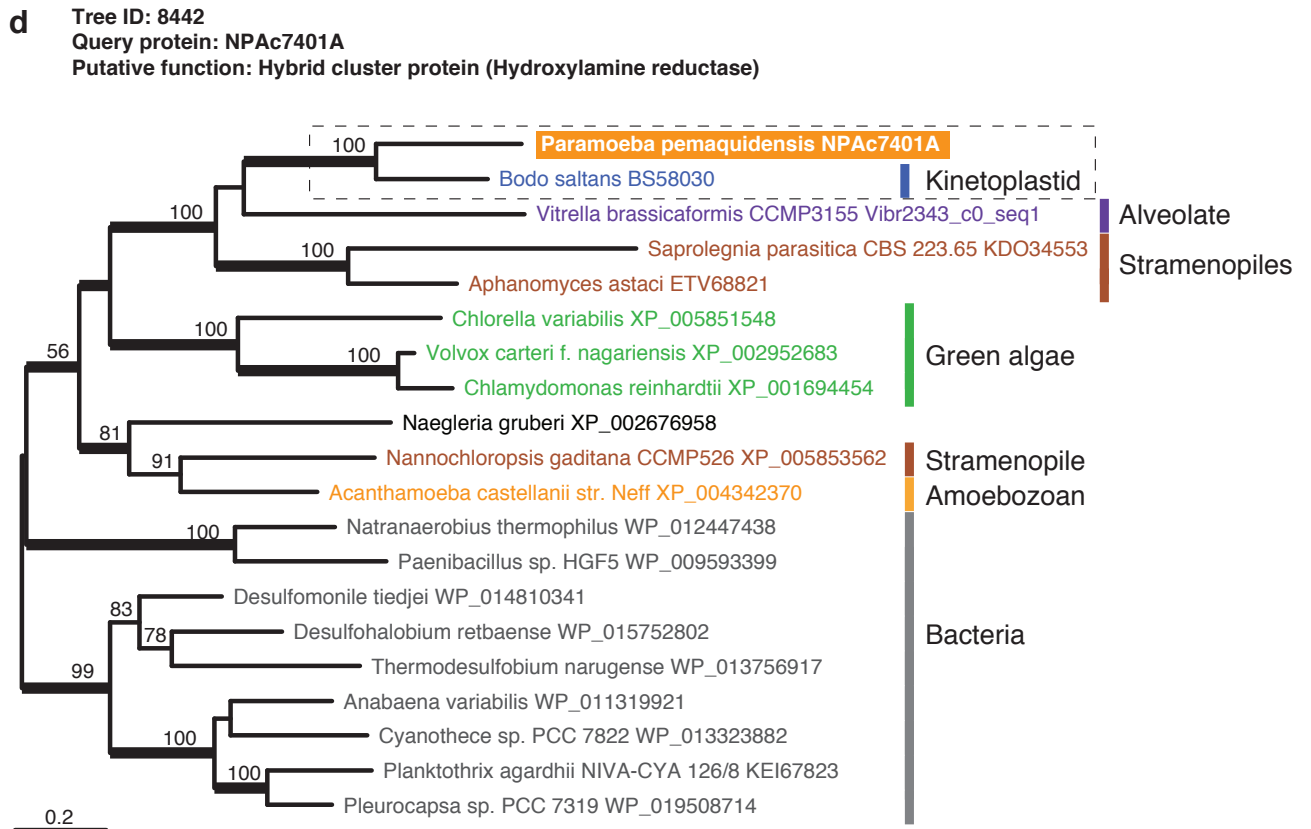 d
Tree ID: 8442
Query protein: NPAc7401A
Putative function: Hybrid cluster protein (Hydroxylamine reductase)
100
Paramoeba pemaquidensis NPAc7401A
Bodo saltans BS58030
Kinetoplastid
100
Vitrella brassicaformis CCMP3155 Vibr2343_c0_seq1
Alveolate
100
Saprolegnia parasitica CBS 223.65 KDO34553
Aphanomyces astaci ETV68821
Stramenopiles
100
Chlorella variabilis XP_005851548
56
100
Volvox carteri f. nagariensis XP_002952683
Green algae
Chlamydomonas reinhardtii XP_001694454
81
Naegleria gruberi XP_002676958
91
Nannochloropsis gaditana CCMP526 XP_005853562
Stramenopile
Acanthamoeba castellanii str. Neff XP_004342370
Amoebozoan
100
Natranaerobius thermophilus WP_012447438
Paenibacillus sp. HGF5 WP_009593399
83
Desulfomonile tiedjei WP_014810341
78
Desulfohalobium retbaense WP_015752802
Bacteria
99
Thermodesulfobium narugense WP_013756917
Anabaena variabilis WP_011319921
100
Cyanothece sp. PCC 7822 WP_013323882
100
Planktothrix agardhii NIVA-CYA 126/8 KEI67823
Pleurocapsa sp. PCC 7319 WP_019508714
0.2